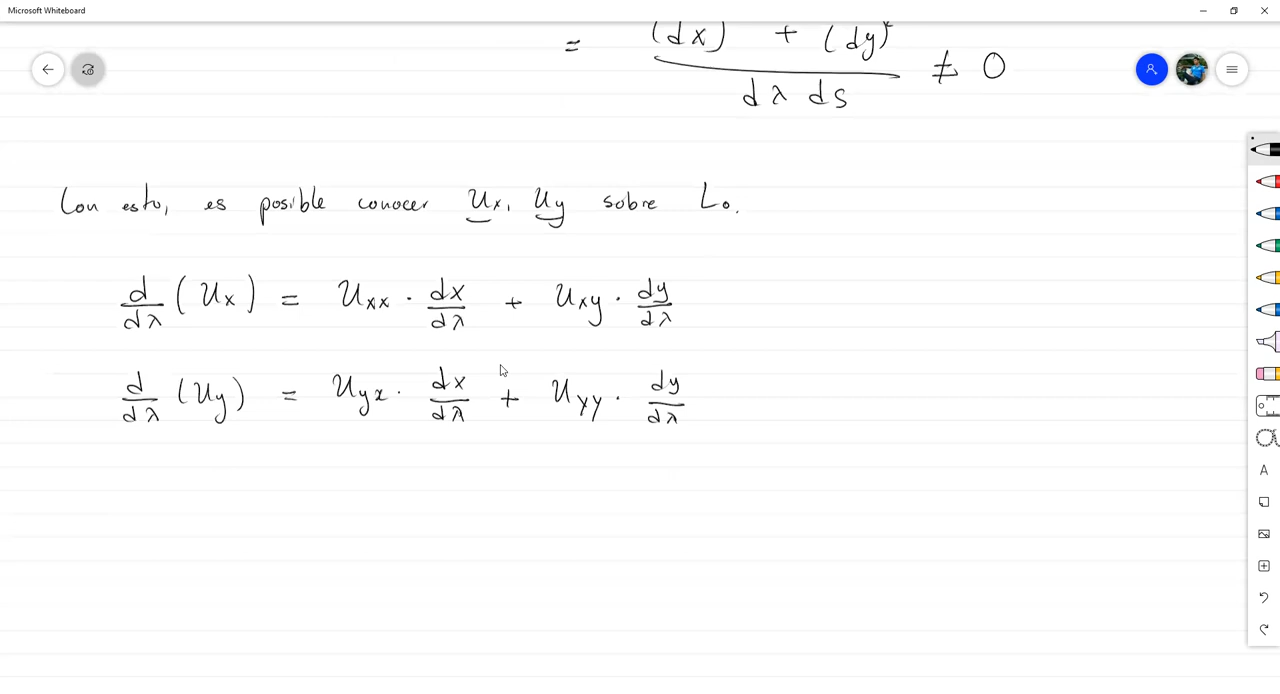 Microsoft Whiteboard
= (dx) + (dy)² / dλ ds ≠ 0
Con esto, es posible conocer Ux, Uy sobre L₀.
d/dλ (Ux) = Uxx · dx/dλ + Uxy · dy/dλ
d/dλ (Uy) = Uyx · dx/dλ + Uyy · dy/dλ
A